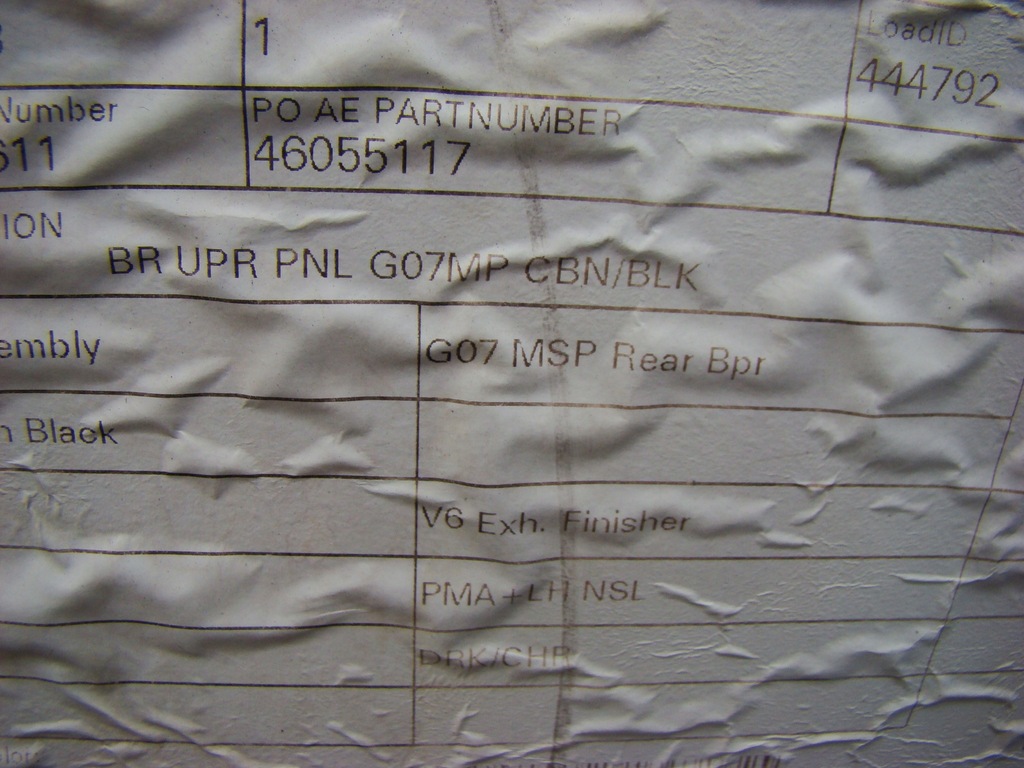 1
LoadID
444792
Number
611
PO AE PARTNUMBER
46055117
ION
BR UPR PNL G07MP CBN/BLK
embly
G07 MSP Rear Bpr
n Black
V6 Exh. Finisher
PMA+LH NSL
DRK/CHR